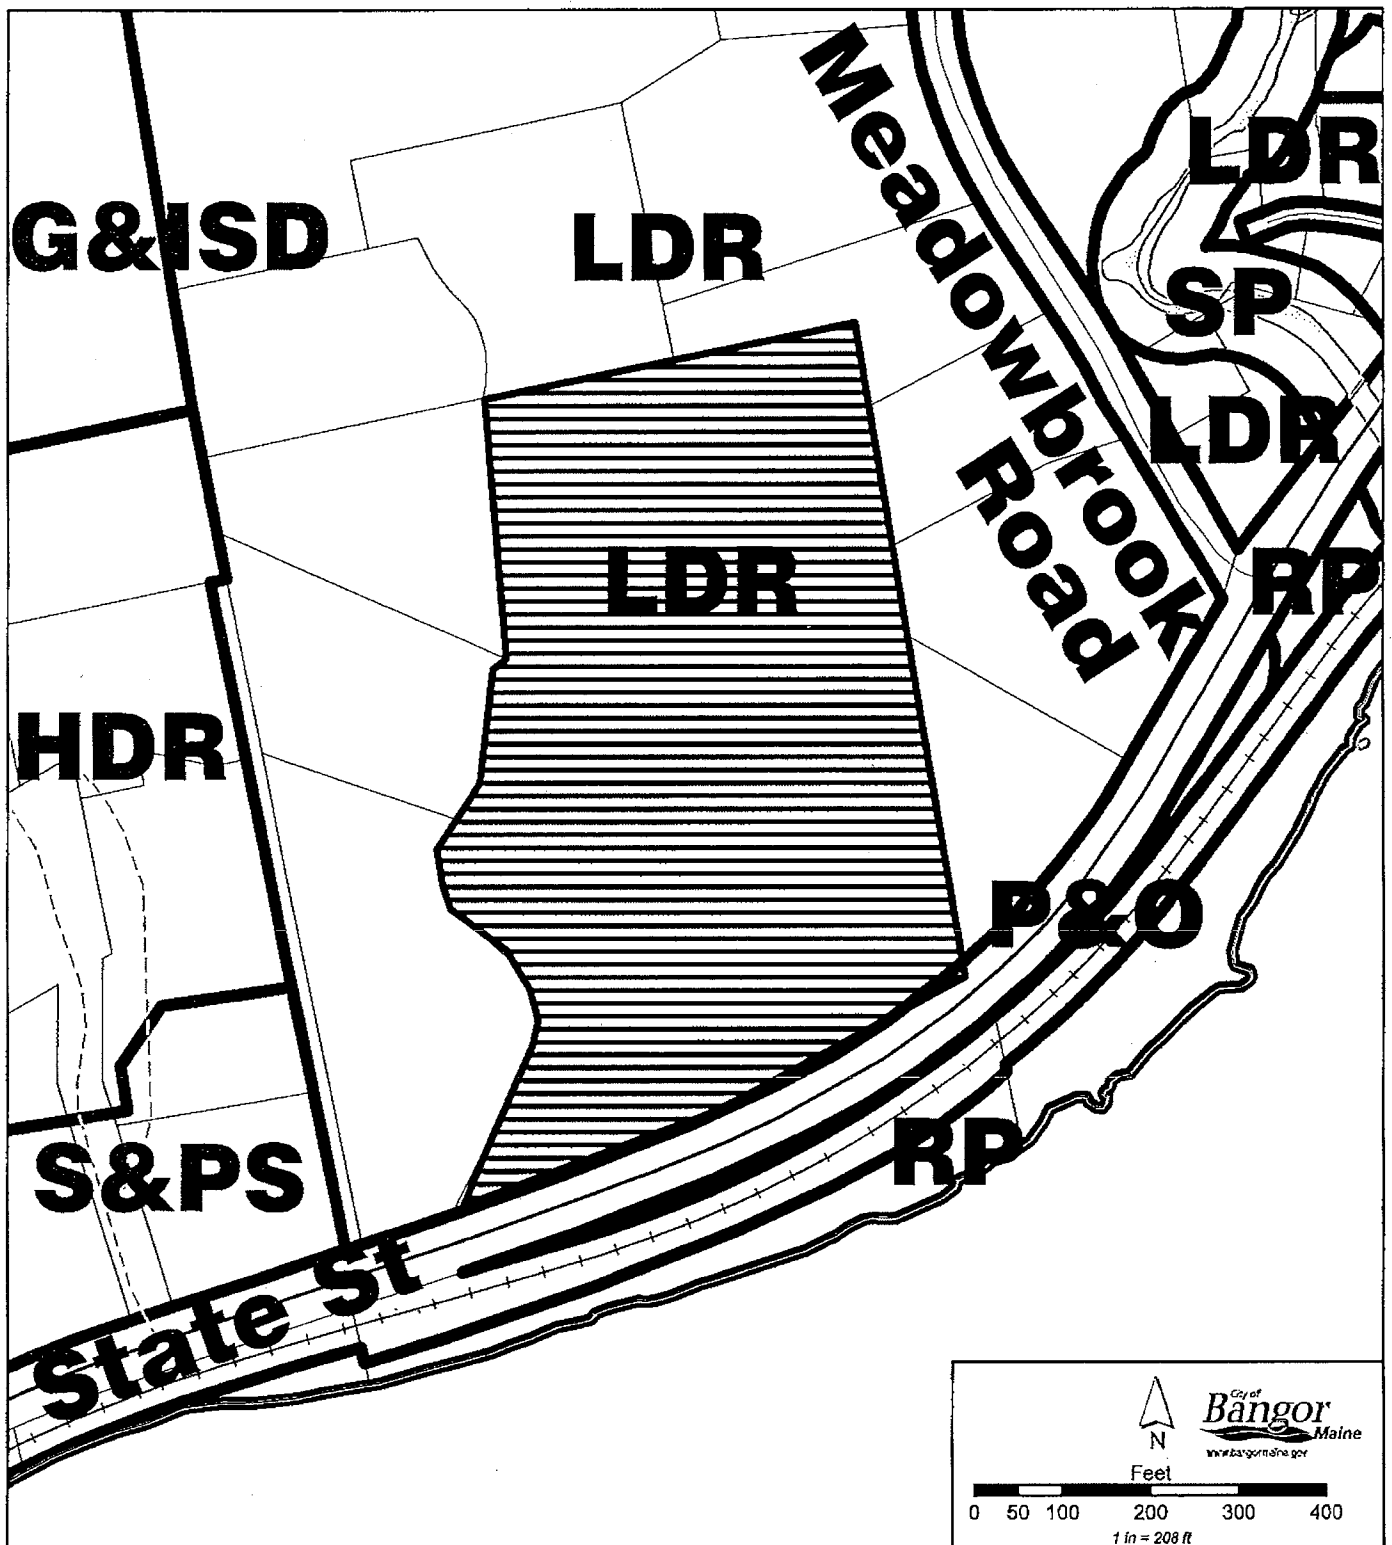 Meadowbrook
Road
LDR
G&ISD
LDR
SP
LDR
LDR
RP
HDR
P&O
RP
S&PS
State St
City of
Bangor
Maine
www.bangormaine.gov
N
Feet
0 50 100 200 300 400
1 in = 208 ft